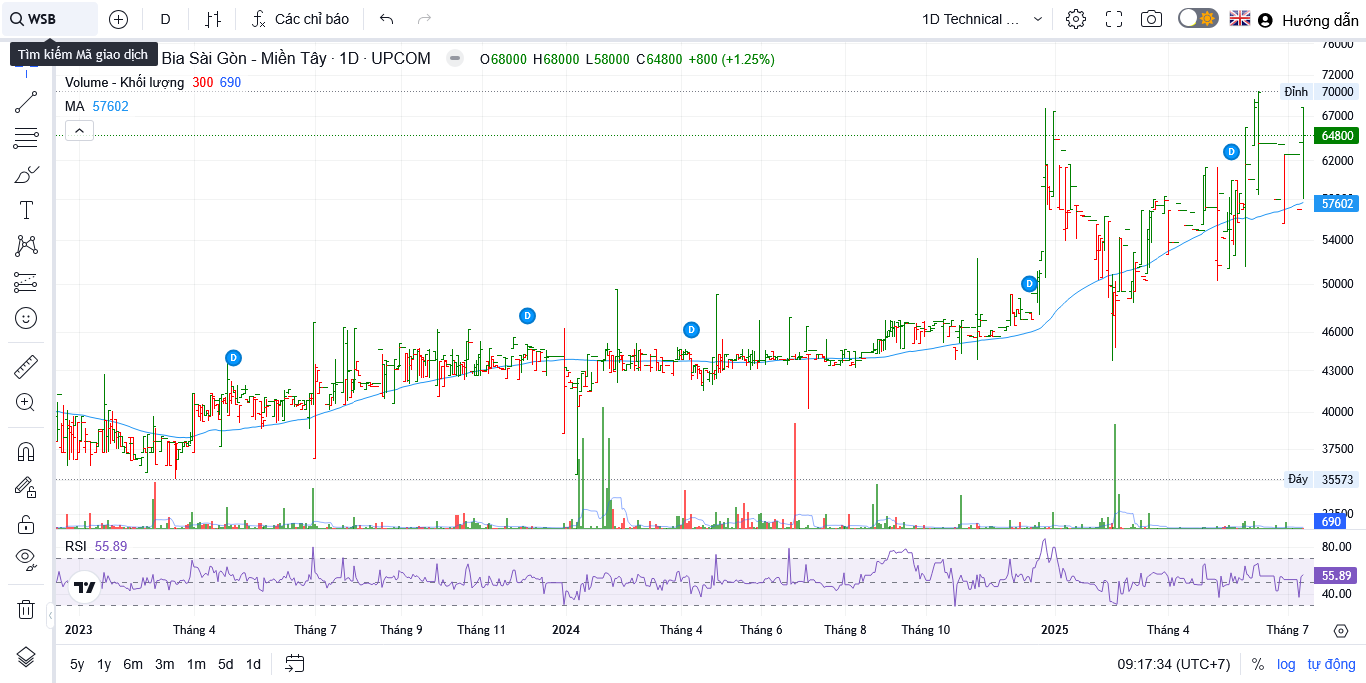 WSB
D
Các chỉ báo
1D Technical ...
Hướng dẫn
Tìm kiếm Mã giao dịch
Bia Sài Gòn - Miền Tây · 1D · UPCOM
O68000 H68000 L58000 C64800 +800 (+1.25%)
Volume - Khối lượng 300 690
MA 57602
76000
72000
Đỉnh 70000
67000
64800
62000
57602
54000
50000
46000
43000
40000
37500
Đáy 35573
690
D
D
D
D
D
RSI 55.89
80.00
55.89
40.00
2023 Tháng 4 Tháng 7 Tháng 9 Tháng 11 2024 Tháng 4 Tháng 6 Tháng 8 Tháng 10 2025 Tháng 4 Tháng 7
5y 1y 6m 3m 1m 5d 1d
09:17:34 (UTC+7) % log tự động